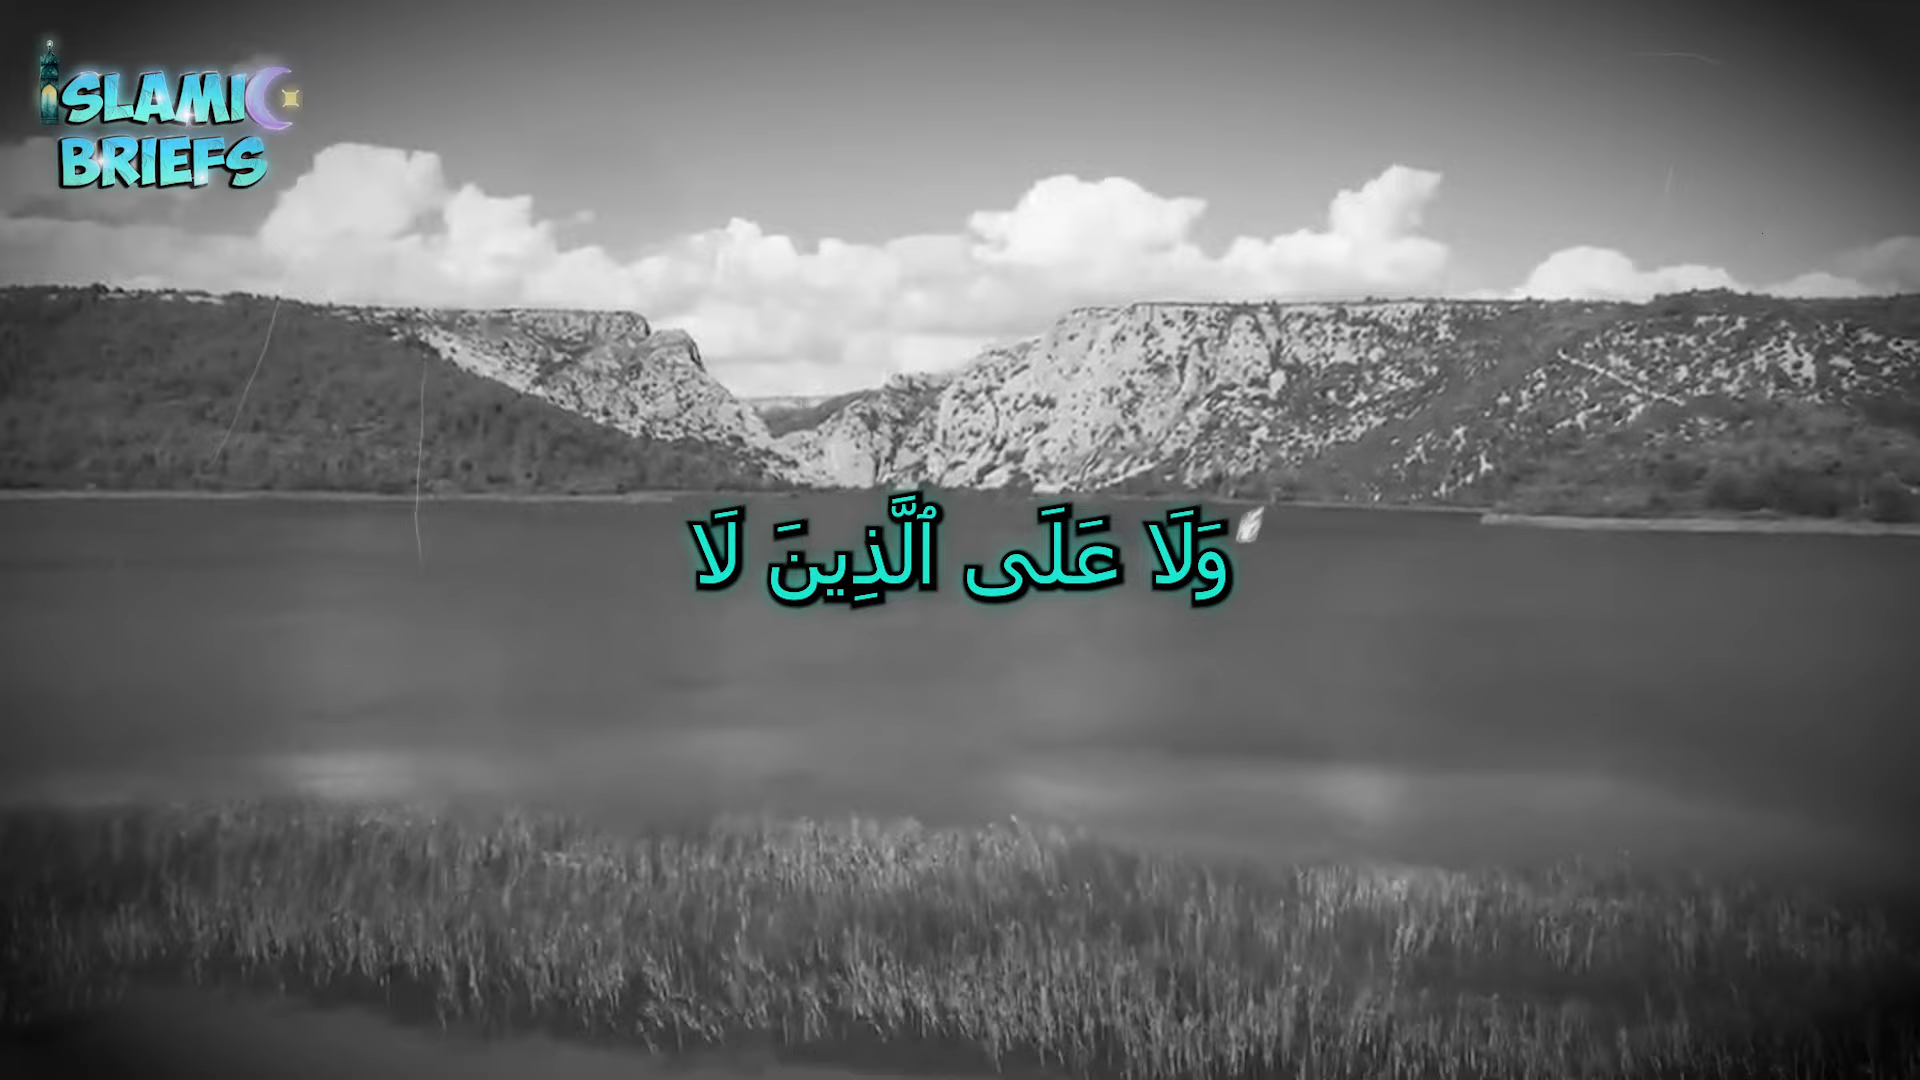 ISLAMIC
BRIEFS
وَلَا عَلَى ٱلَّذِينَ لَا